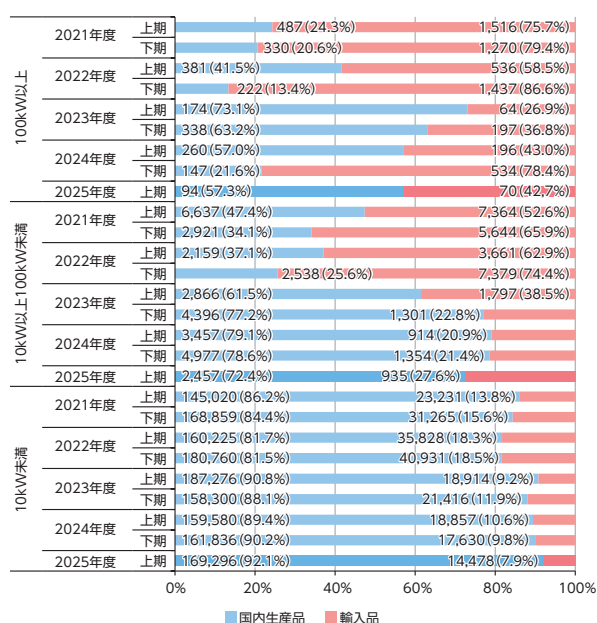 100kW以上
2021年度 上期 487(24.3%) 1,516(75.7%)
下期 330(20.6%) 1,270(79.4%)
2022年度 上期 381(41.5%) 536(58.5%)
下期 222(13.4%) 1,437(86.6%)
2023年度 上期 174(73.1%) 64(26.9%)
下期 338(63.2%) 197(36.8%)
2024年度 上期 260(57.0%) 196(43.0%)
下期 147(21.6%) 534(78.4%)
2025年度 上期 94(57.3%) 70(42.7%)
10kW以上100kW未満
2021年度 上期 6,637(47.4%) 7,364(52.6%)
下期 2,921(34.1%) 5,644(65.9%)
2022年度 上期 2,159(37.1%) 3,661(62.9%)
下期 2,538(25.6%) 7,379(74.4%)
2023年度 上期 2,866(61.5%) 1,797(38.5%)
下期 4,396(77.2%) 1,301(22.8%)
2024年度 上期 3,457(79.1%) 914(20.9%)
下期 4,977(78.6%) 1,354(21.4%)
2025年度 上期 2,457(72.4%) 935(27.6%)
10kW未満
2021年度 上期 145,020(86.2%) 23,231(13.8%)
下期 168,859(84.4%) 31,265(15.6%)
2022年度 上期 160,225(81.7%) 35,828(18.3%)
下期 180,760(81.5%) 40,931(18.5%)
2023年度 上期 187,276(90.8%) 18,914(9.2%)
下期 158,300(88.1%) 21,416(11.9%)
2024年度 上期 159,580(89.4%) 18,857(10.6%)
下期 161,836(90.2%) 17,630(9.8%)
2025年度 上期 169,296(92.1%) 14,478(7.9%)
0% 20% 40% 60% 80% 100%
国内生産品 輸入品